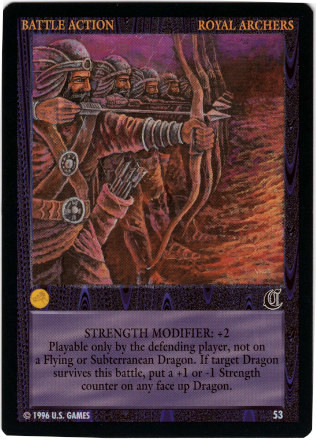 BATTLE ACTION ROYAL ARCHERS
STRENGTH MODIFIER: +2
Playable only by the defending player, not on
a Flying or Subterranean Dragon. If target Dragon
survives this battle, put a +1 or -1 Strength
counter on any face up Dragon.
© 1996 U.S. GAMES 53